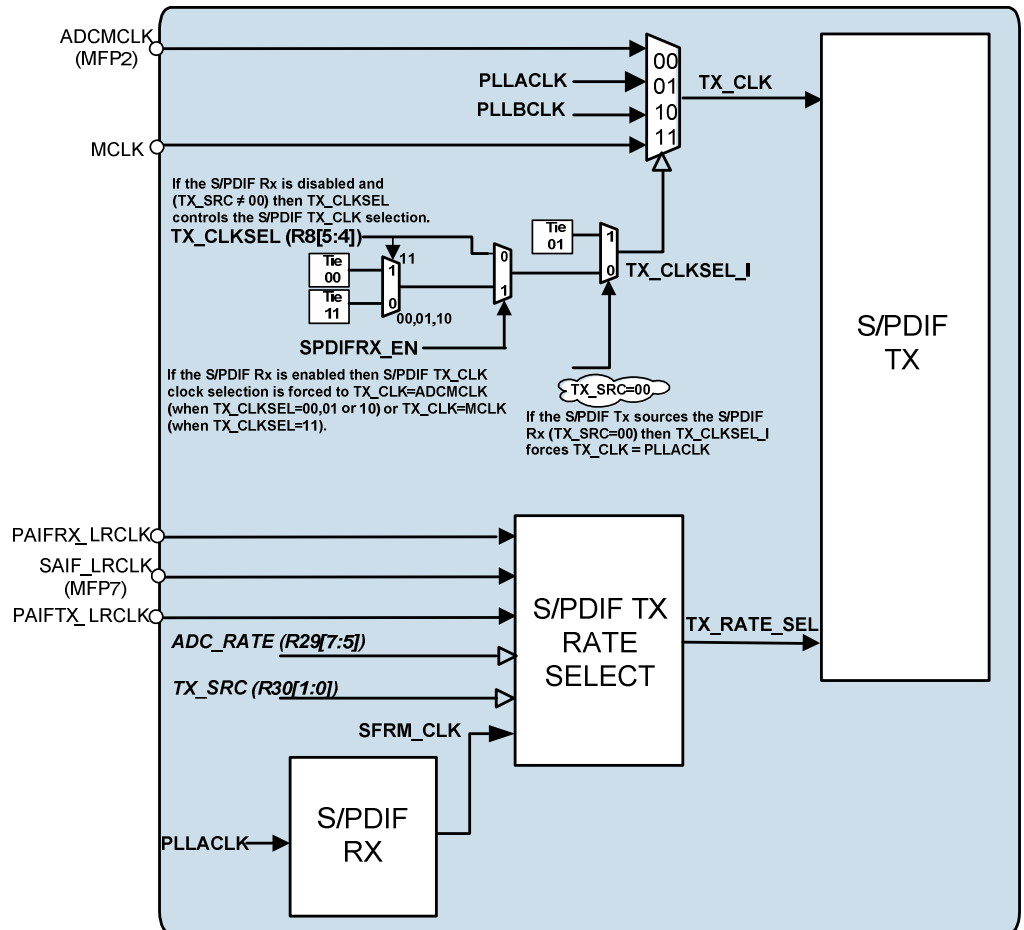 ADCMCLK
(MFP2)
00
PLLACLK
01
TX_CLK
PLLBCLK
10
11
MCLK
If the S/PDIF Rx is disabled and
(TX_SRC ≠ 00) then TX_CLKSEL
controls the S/PDIF TX_CLK selection.
TX_CLKSEL (R8[5:4])
Tie
01
1
0
TX_CLKSEL_I
11
Tie
00
1
0
1
Tie
11
0
00,01,10
SPDIFRX_EN
S/PDIF
TX
If the S/PDIF Rx is enabled then S/PDIF TX_CLK
clock selection is forced to TX_CLK=ADCMCLK
(when TX_CLKSEL=00,01 or 10) or TX_CLK=MCLK
(when TX_CLKSEL=11).
TX_SRC=00
If the S/PDIF Tx sources the S/PDIF
Rx (TX_SRC=00) then TX_CLKSEL_I
forces TX_CLK = PLLACLK
PAIFRX_LRCLK
SAIF_LRCLK
(MFP7)
PAIFTX_LRCLK
ADC_RATE (R29[7:5])
TX_SRC (R30[1:0])
SFRM_CLK
S/PDIF TX
RATE
SELECT
TX_RATE_SEL
S/PDIF
RX
PLLACLK